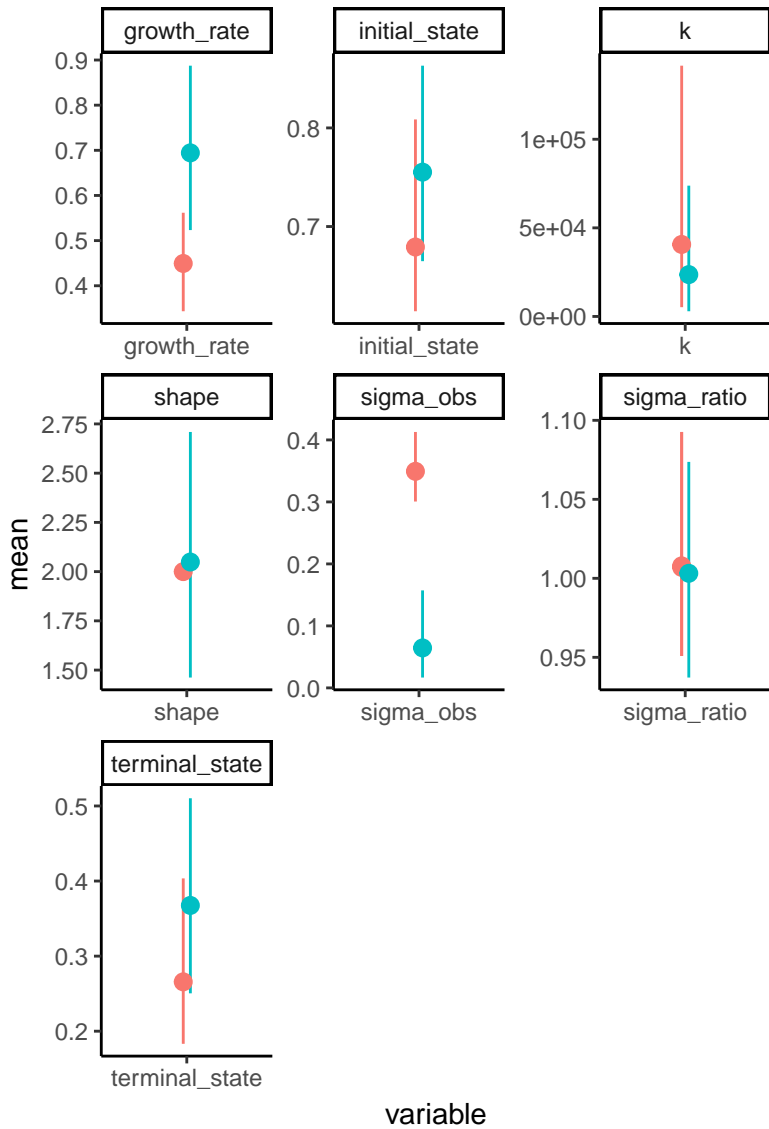 growth_rate
initial_state
k
0.9
0.8
0.7
0.6
0.5
0.4
growth_rate
0.8
0.7
initial_state
1e+05
5e+04
0e+00
k
shape
sigma_obs
sigma_ratio
mean
2.75
2.50
2.25
2.00
1.75
1.50
shape
0.4
0.3
0.2
0.1
0.0
sigma_obs
1.10
1.05
1.00
0.95
sigma_ratio
terminal_state
0.5
0.4
0.3
0.2
terminal_state
variable